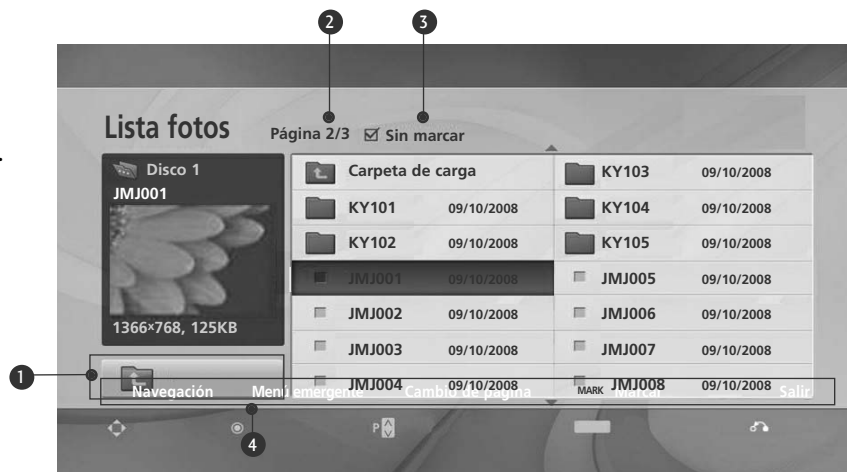 2 3
Lista fotos Página 2/3 Sin marcar
Disco 1
JMJ001
1366×768, 125KB
Carpeta de carga
KY101 09/10/2008
KY102 09/10/2008
JMJ001 09/10/2008
JMJ002 09/10/2008
JMJ003 09/10/2008
JMJ004 09/10/2008
KY103 09/10/2008
KY104 09/10/2008
KY105 09/10/2008
JMJ005 09/10/2008
JMJ006 09/10/2008
JMJ007 09/10/2008
JMJ008 09/10/2008
1
Navegación Menú emergente Cambio de página MARK Marcar Salir
4
P